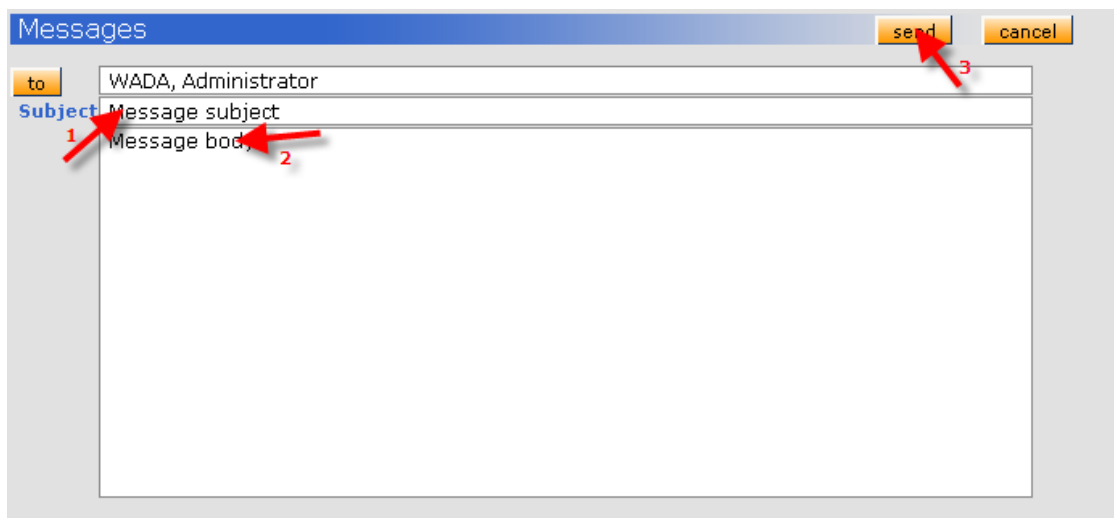 Messages send cancel
3
to WADA, Administrator
Subject Message subject
1
Message body
2